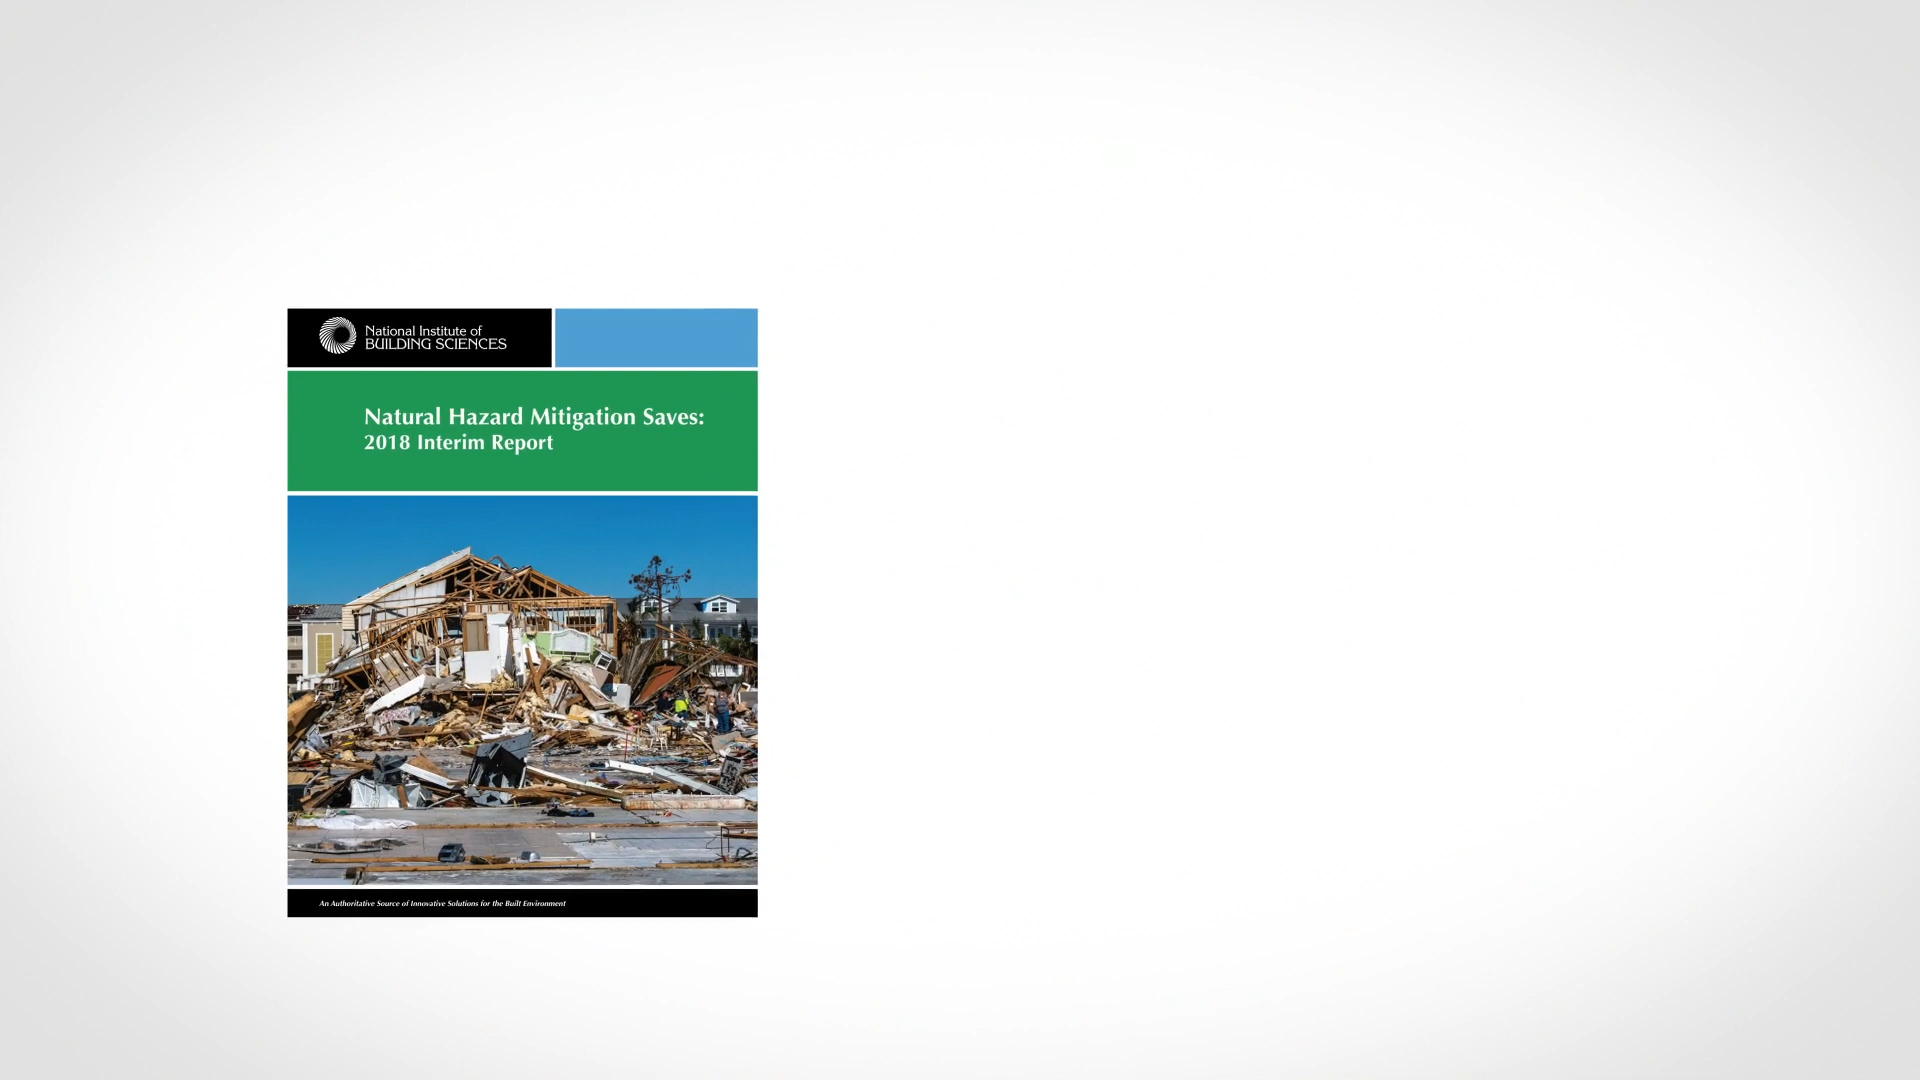 National Institute of
BUILDING SCIENCES
Natural Hazard Mitigation Saves:
2018 Interim Report
An Authoritative Source of Innovative Solutions for the Built Environment